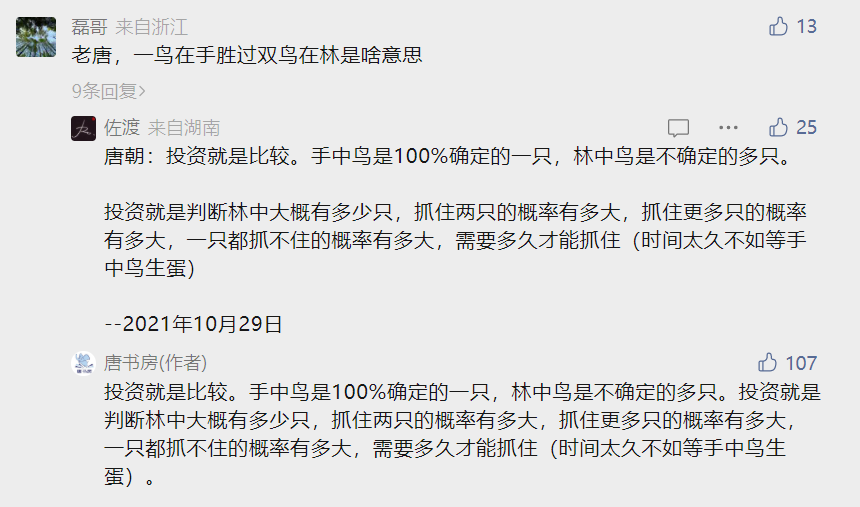 磊哥 来自浙江 13
老唐，一鸟在手胜过双鸟在林是啥意思
9条回复>
佐渡 来自湖南 25
唐朝：投资就是比较。手中鸟是100%确定的一只，林中鸟是不确定的多只。
投资就是判断林中大概有多少只，抓住两只的概率有多大，抓住更多只的概率
有多大，一只都抓不住的概率有多大，需要多久才能抓住（时间太久不如等手
中鸟生蛋）
--2021年10月29日
唐书房(作者) 107
投资就是比较。手中鸟是100%确定的一只，林中鸟是不确定的多只。投资就是
判断林中大概有多少只，抓住两只的概率有多大，抓住更多只的概率有多大，
一只都抓不住的概率有多大，需要多久才能抓住（时间太久不如等手中鸟生
蛋）。